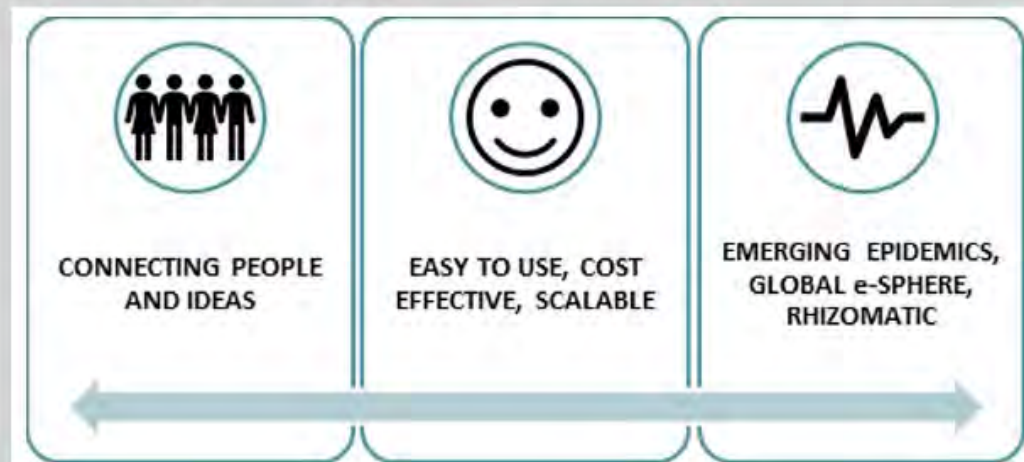 CONNECTING PEOPLE
AND IDEAS
EASY TO USE, COST
EFFECTIVE, SCALABLE
EMERGING EPIDEMICS,
GLOBAL e-SPHERE,
RHIZOMATIC